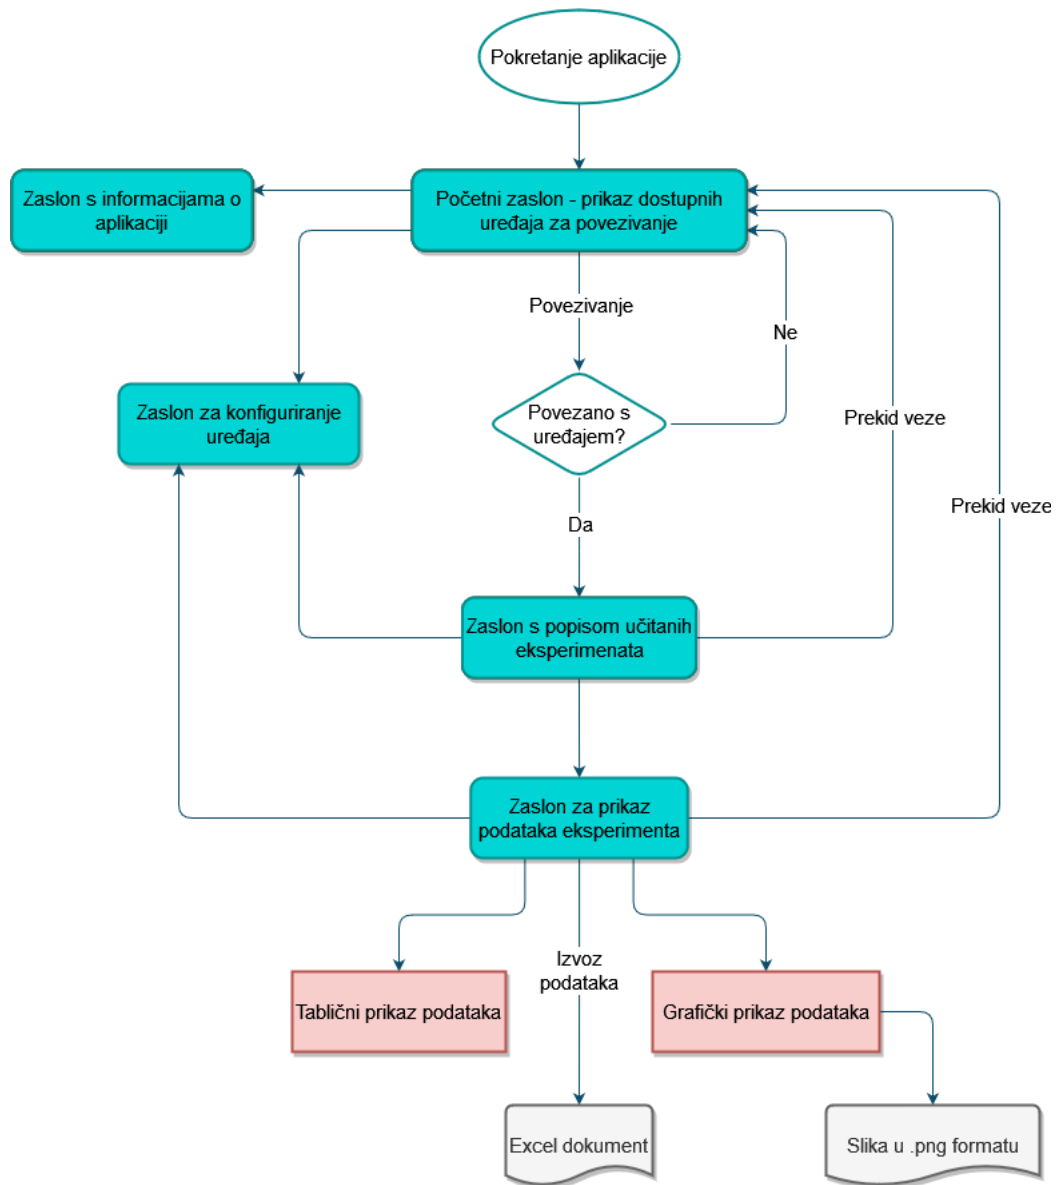 Pokretanje aplikacije
Zaslon s informacijama o
aplikaciji
Početni zaslon - prikaz dostupnih
uređaja za povezivanje
Povezivanje
Ne
Zaslon za konfiguriranje
uređaja
Povezano s
uređajem?
Prekid veze
Prekid veze
Da
Zaslon s popisom učitanih
eksperimenata
Zaslon za prikaz
podataka eksperimenta
Izvoz
podataka
Tablični prikaz podataka
Grafički prikaz podataka
Excel dokument
Slika u .png formatu